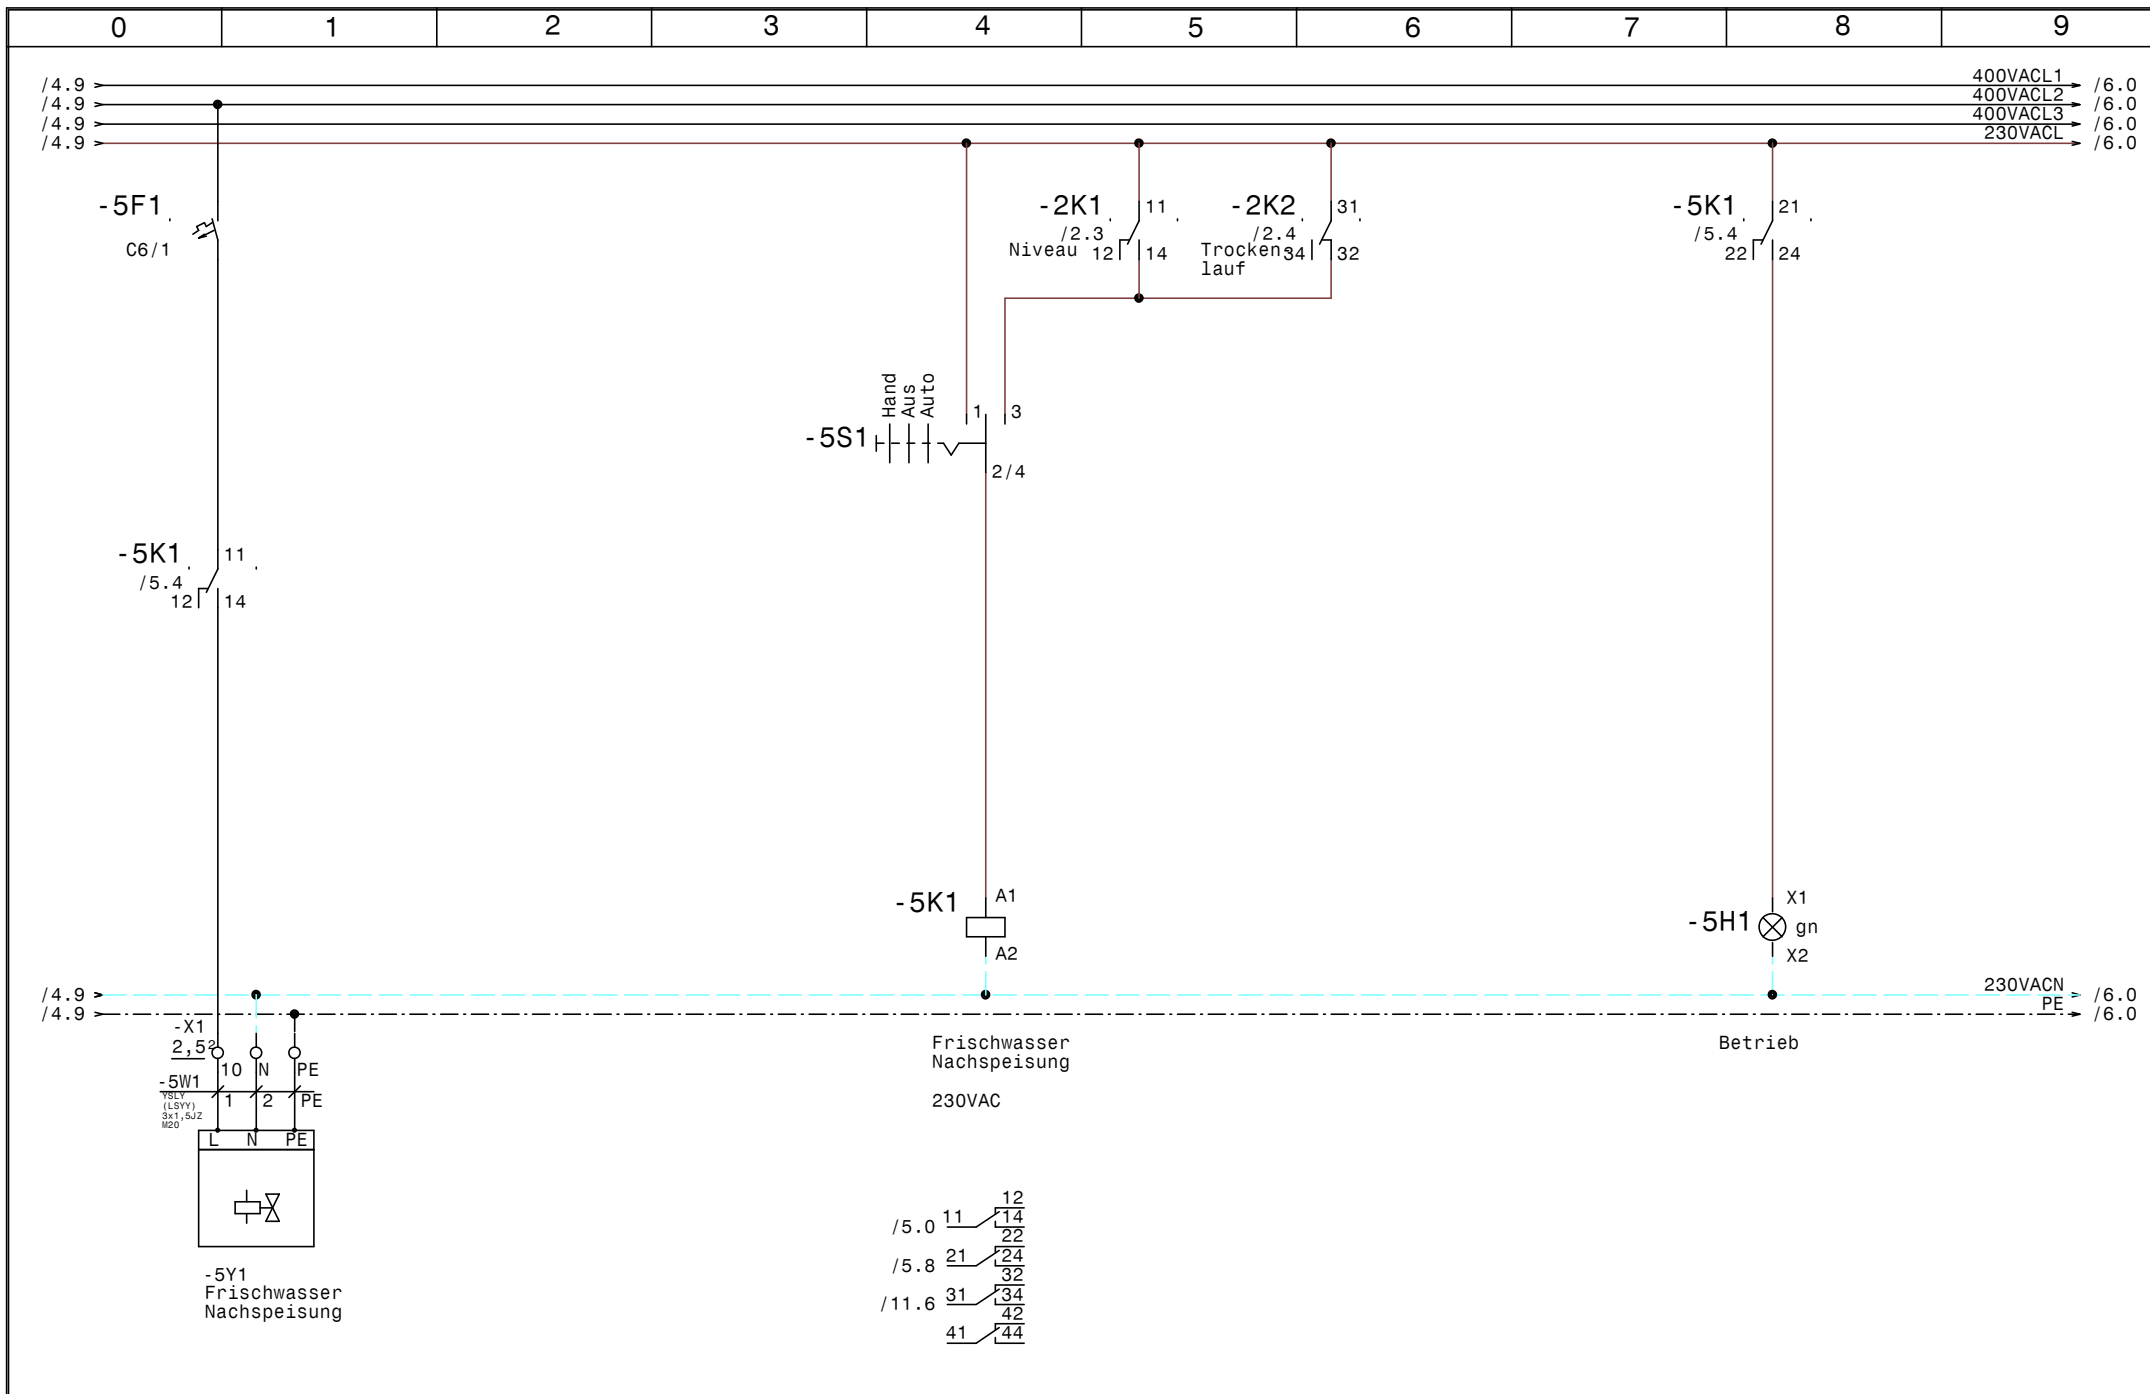 0 1 2 3 4 5 6 7 8 9
/4.9 400VACL1 /6.0
/4.9 400VACL2 /6.0
/4.9 400VACL3 /6.0
/4.9 230VACL /6.0
-5F1
C6/1
-2K1 11
/2.3
Niveau 12 14
-2K2 31
/2.4
Trocken 34 32
lauf
-5K1 21
/5.4
22 24
Hand
Aus
Auto
1 3
-5S1
2/4
-5K1 11
/5.4
12 14
-5K1 A1
A2
-5H1 X1
gn
X2
/4.9 230VACN /6.0
/4.9 PE /6.0
-X1
2,5²
10 N PE
-5W1
YSLY
(LSYY)
3x1,5JZ
M20
1 2 PE
L N PE
-5Y1
Frischwasser
Nachspeisung
Frischwasser
Nachspeisung
230VAC
Betrieb
12
/5.0 11 14
22
/5.8 21 24
32
/11.6 31 34
42
41 44